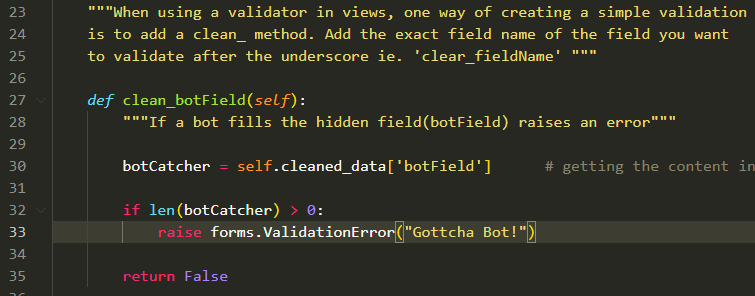 23 """When using a validator in views, one way of creating a simple validation
24 is to add a clean_ method. Add the exact field name of the field you want
25 to validate after the underscore ie. 'clear_fieldName' """
26
27 def clean_botField(self):
28 """If a bot fills the hidden field(botField) raises an error"""
29
30 botCatcher = self.cleaned_data['botField'] # getting the content in
31
32 if len(botCatcher) > 0:
33 raise forms.ValidationError("Gottcha Bot!")
34
35 return False